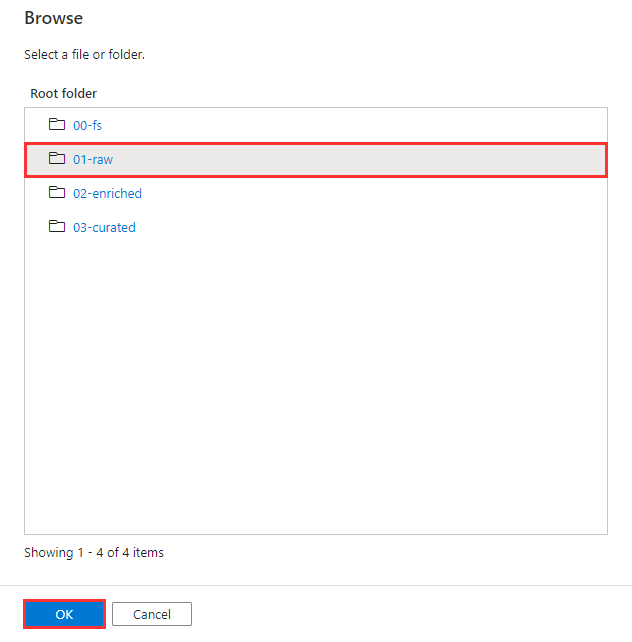 Browse
Select a file or folder.
Root folder
00-fs
01-raw
02-enriched
03-curated
Showing 1 - 4 of 4 items
OK Cancel